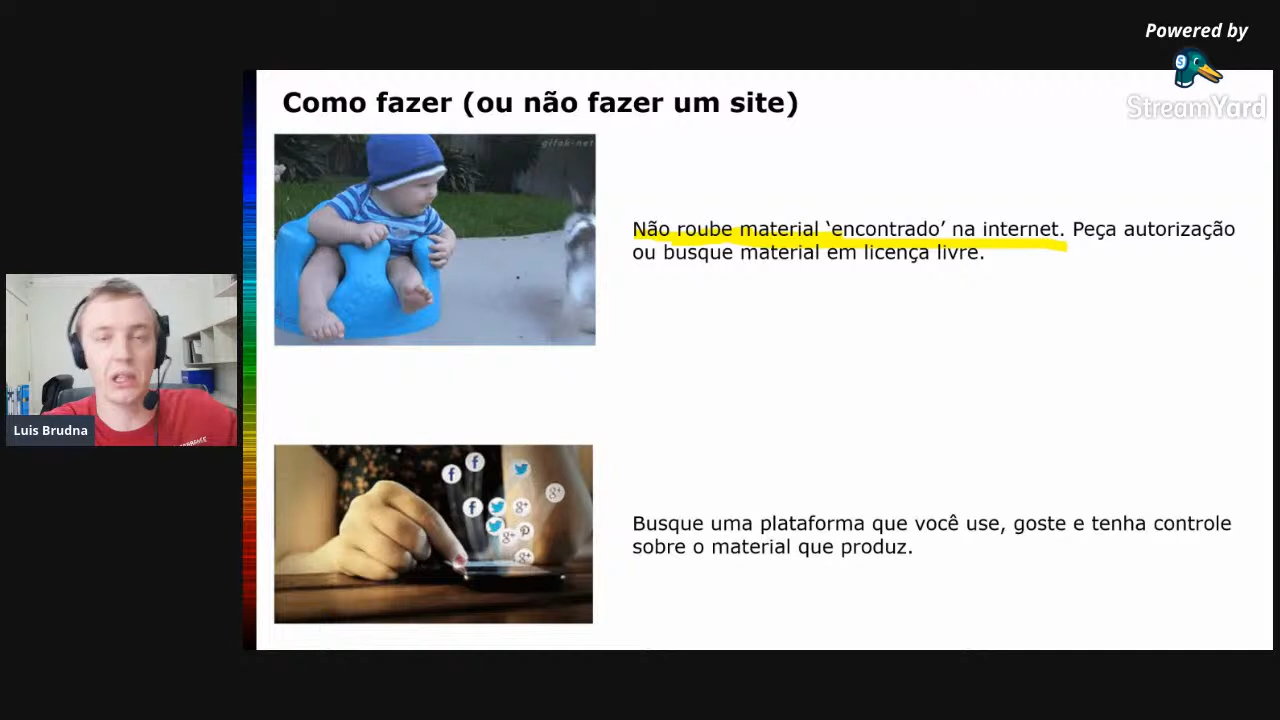 Powered by
StreamYard
Como fazer (ou não fazer um site)
gifak-net
Não roube material ‘encontrado’ na internet. Peça autorização
ou busque material em licença livre.
Luis Brudna
Busque uma plataforma que você use, goste e tenha controle
sobre o material que produz.